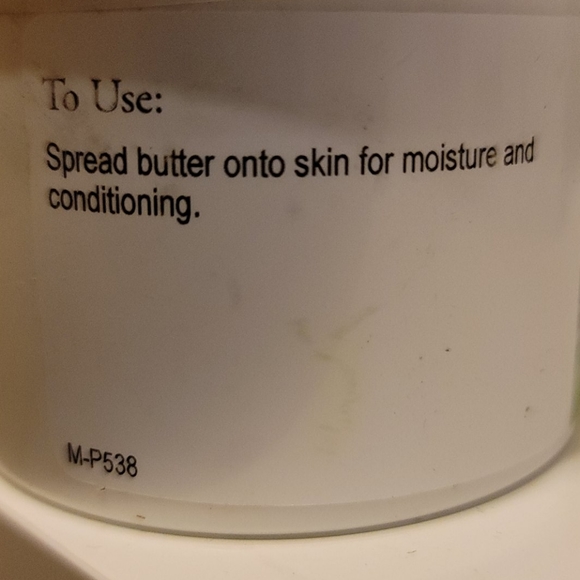 To Use:
Spread butter onto skin for moisture and
conditioning.
M-P538